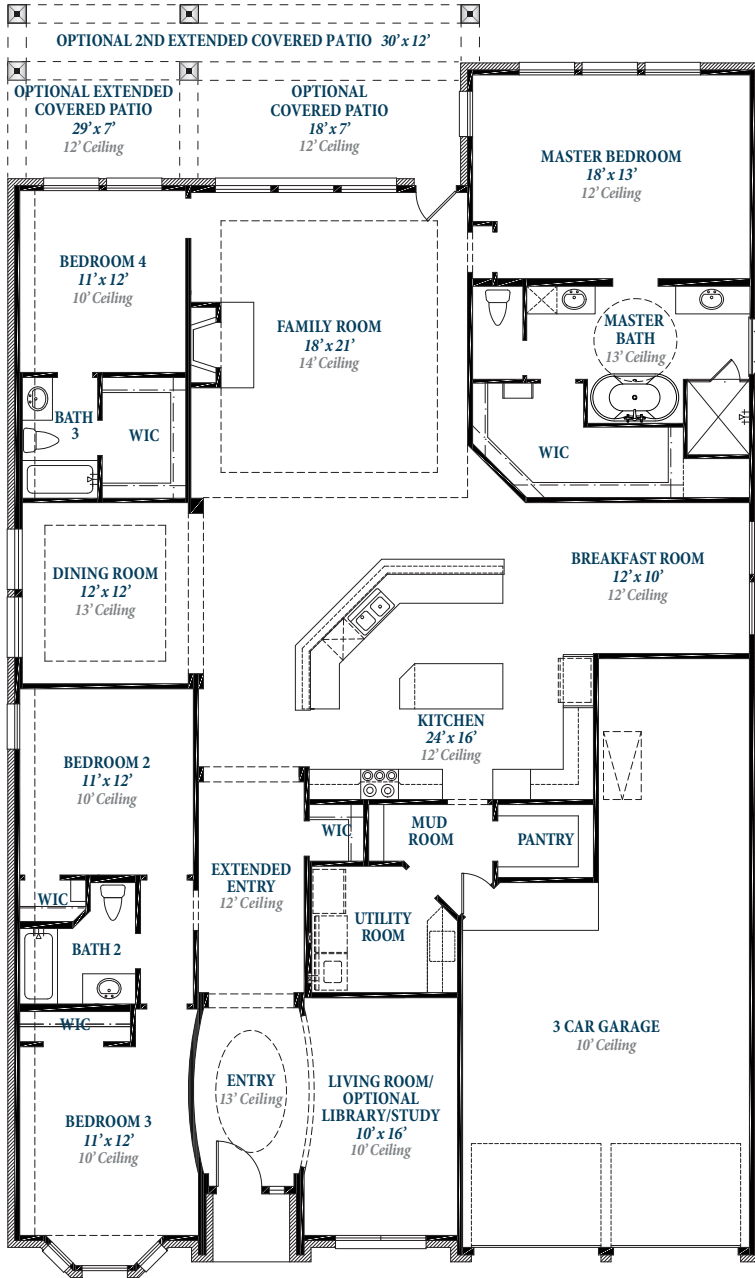 OPTIONAL 2ND EXTENDED COVERED PATIO 30' x 12'
OPTIONAL EXTENDED
COVERED PATIO
29' x 7'
12' Ceiling
OPTIONAL
COVERED PATIO
18' x 7'
12' Ceiling
MASTER BEDROOM
18' x 13'
12' Ceiling
BEDROOM 4
11' x 12'
10' Ceiling
FAMILY ROOM
18' x 21'
14' Ceiling
MASTER
BATH
13' Ceiling
BATH
3
WIC
WIC
DINING ROOM
12' x 12'
13' Ceiling
BREAKFAST ROOM
12' x 10'
12' Ceiling
KITCHEN
24' x 16'
12' Ceiling
BEDROOM 2
11' x 12'
10' Ceiling
WIC
MUD
ROOM
PANTRY
EXTENDED
ENTRY
12' Ceiling
WIC
UTILITY
ROOM
BATH 2
WIC
3 CAR GARAGE
10' Ceiling
ENTRY
13' Ceiling
LIVING ROOM/
OPTIONAL
LIBRARY/STUDY
10' x 16'
10' Ceiling
BEDROOM 3
11' x 12'
10' Ceiling